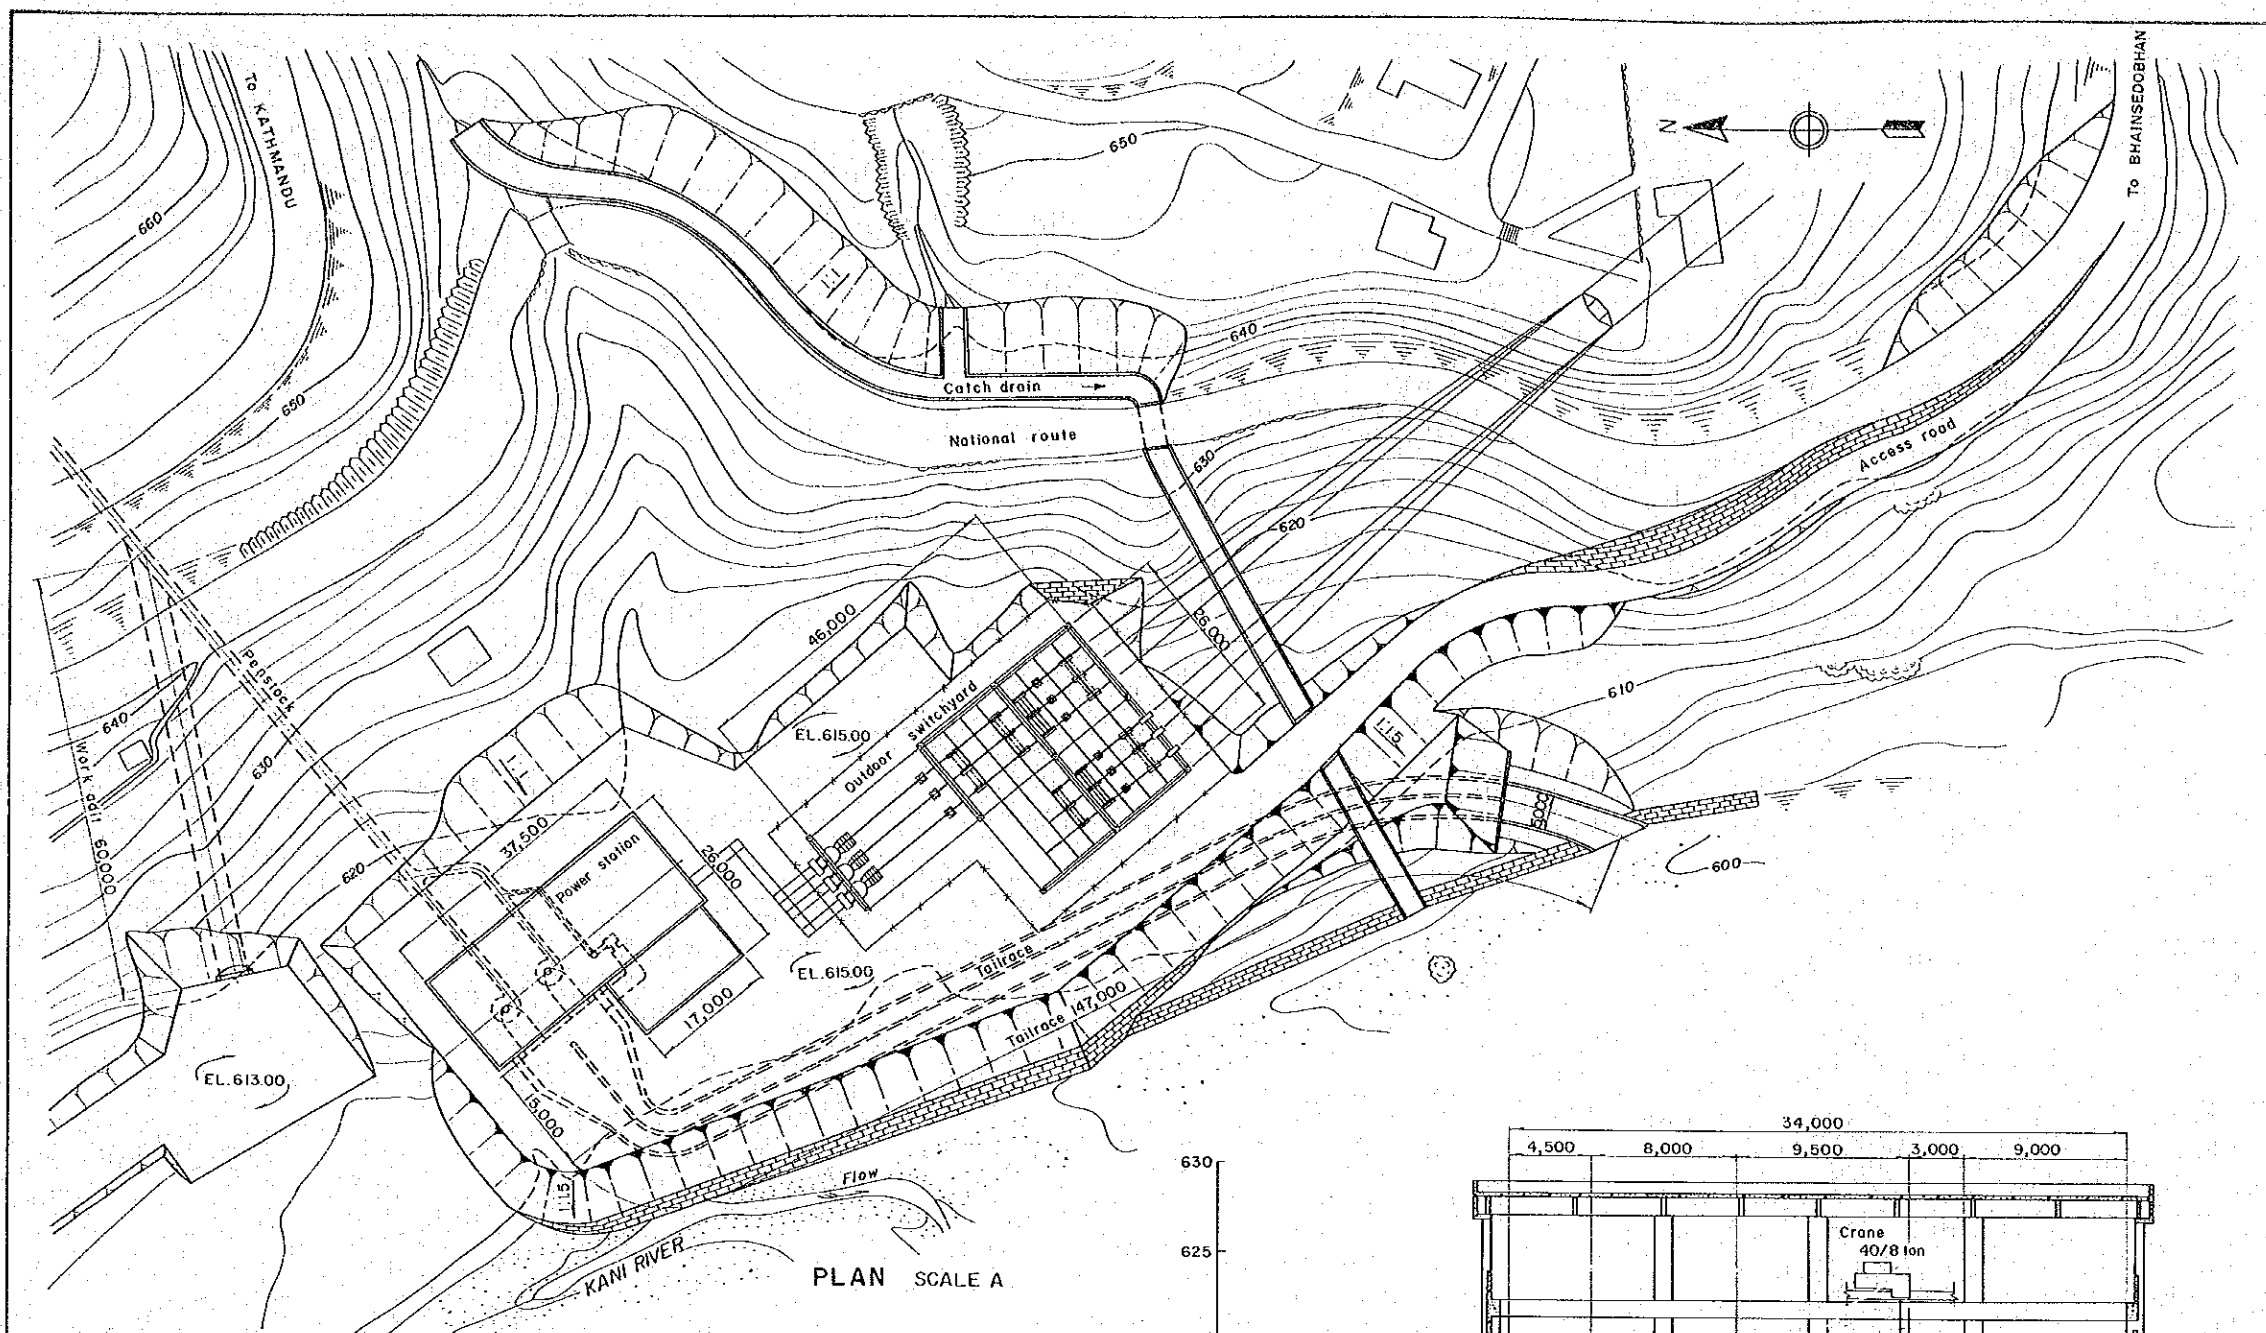 To KATHMANDU
To BHAINSEDOBHAN
N
660
650
650
1:1
640
Catch drain
National route
630
Access road
620
46,000
26,000
Penstock
610
640
Work adit 60,000
630
EL.615.00
Outdoor switchyard
1:1.5
1:1
5,000
37,500
Power station
26,000
620
600
EL.615.00
Tailrace
17,000
Tailrace 147,000
EL.613.00
15,000
1:1.5
Flow
KANI RIVER
PLAN SCALE A
630
625
34,000
4,500 8,000 9,500 3,000 9,000
Crane
40/8 ton